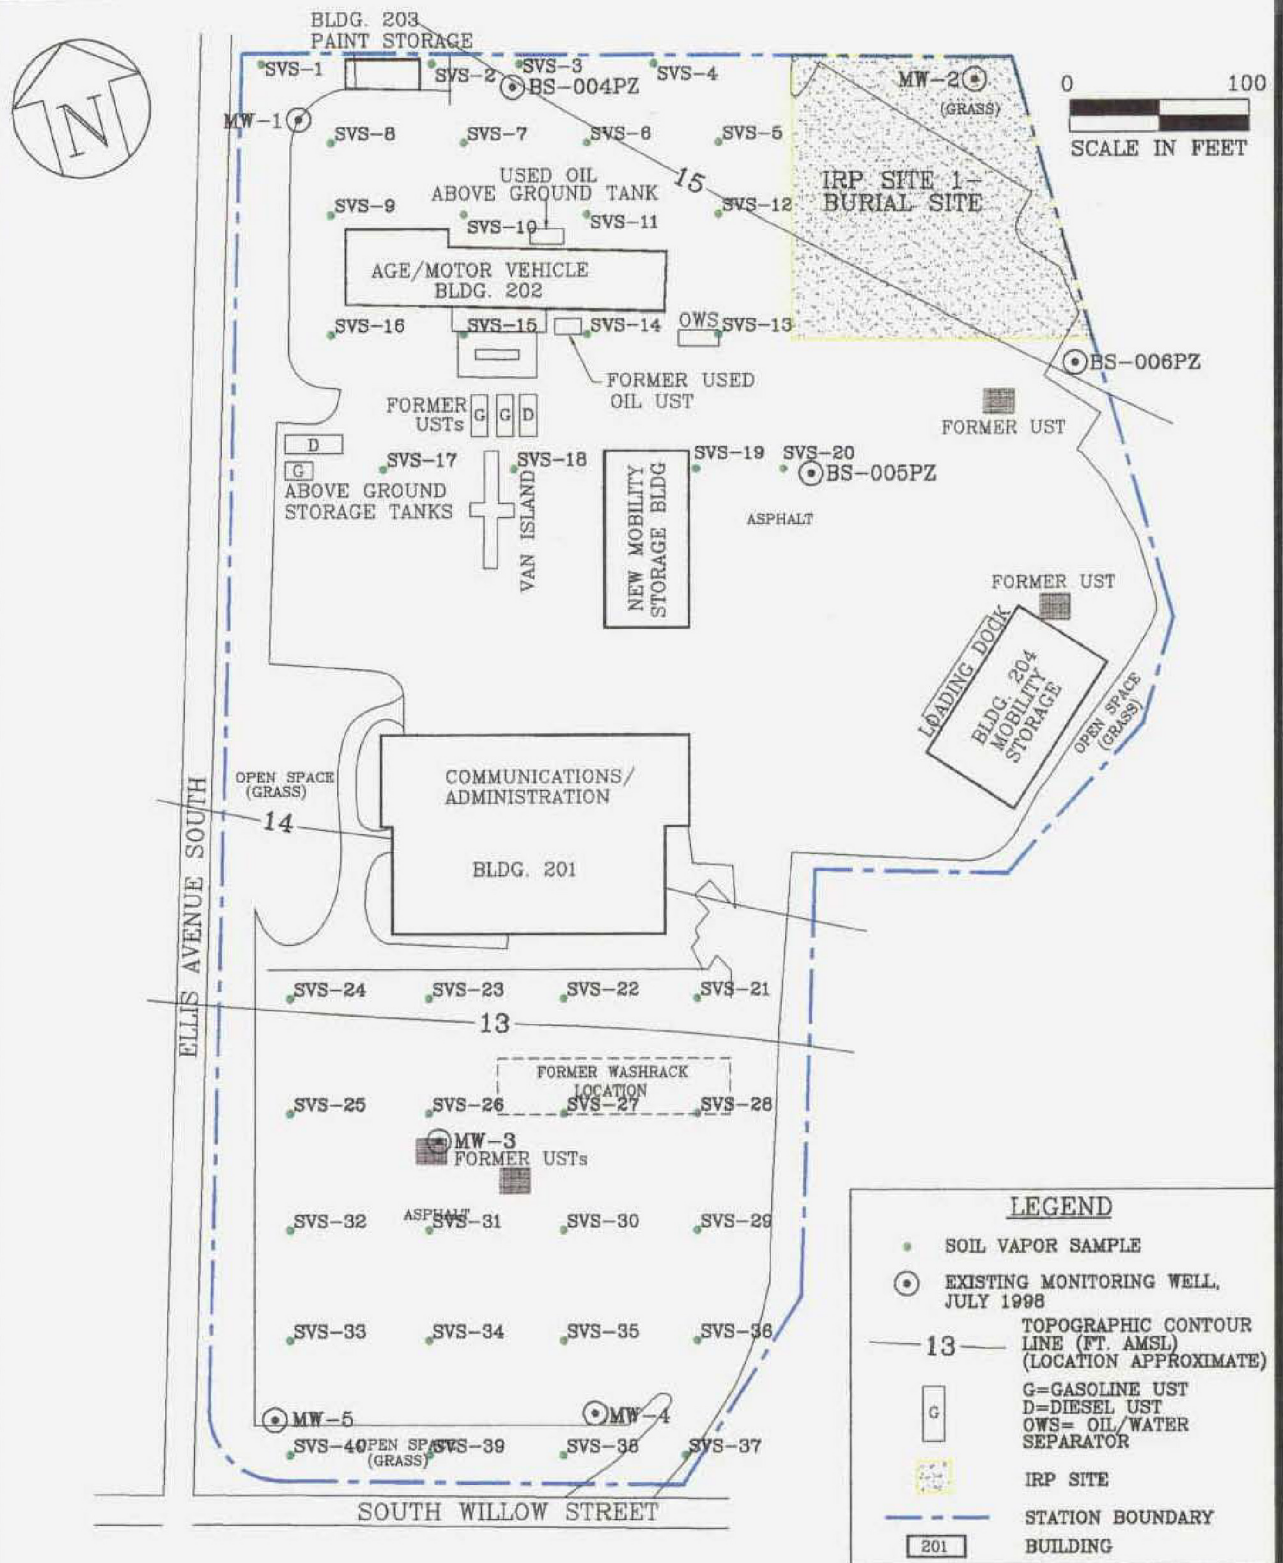 BLDG. 203
PAINT STORAGE
N
SVS-1
SVS-2
SVS-3
SVS-4
BS-004PZ
MW-2
(GRASS)
0 100
SCALE IN FEET
MW-1
SVS-8
SVS-7
SVS-6
SVS-5
15
USED OIL
ABOVE GROUND TANK
IRP SITE 1-
BURIAL SITE
SVS-9
SVS-10
SVS-11
SVS-12
AGE/MOTOR VEHICLE
BLDG. 202
SVS-16
SVS-15
SVS-14
OWS
SVS-13
BS-006PZ
FORMER USED
OIL UST
FORMER
USTs
G
G
D
FORMER UST
D
G
SVS-17
SVS-18
SVS-19
SVS-20
BS-005PZ
ABOVE GROUND
STORAGE TANKS
VAN ISLAND
NEW MOBILITY
STORAGE BLDG
ASPHALT
FORMER UST
LOADING DOCK
BLDG. 204
MOBILITY
STORAGE
OPEN SPACE
(GRASS)
OPEN SPACE
(GRASS)
14
COMMUNICATIONS/
ADMINISTRATION
BLDG. 201
ELLIS AVENUE SOUTH
SVS-24
SVS-23
SVS-22
SVS-21
13
FORMER WASHRACK
LOCATION
SVS-25
SVS-26
SVS-27
SVS-28
MW-3
FORMER USTs
ASPHALT
SVS-32
SVS-31
SVS-30
SVS-29
SVS-33
SVS-34
SVS-35
SVS-36
MW-5
MW-4
SVS-40
OPEN SPACE
(GRASS)
SVS-39
SVS-38
SVS-37
SOUTH WILLOW STREET
LEGEND
SOIL VAPOR SAMPLE
EXISTING MONITORING WELL,
JULY 1998
13
TOPOGRAPHIC CONTOUR
LINE (FT. AMSL)
(LOCATION APPROXIMATE)
G
G=GASOLINE UST
D=DIESEL UST
OWS= OIL/WATER
SEPARATOR
IRP SITE
STATION BOUNDARY
201
BUILDING